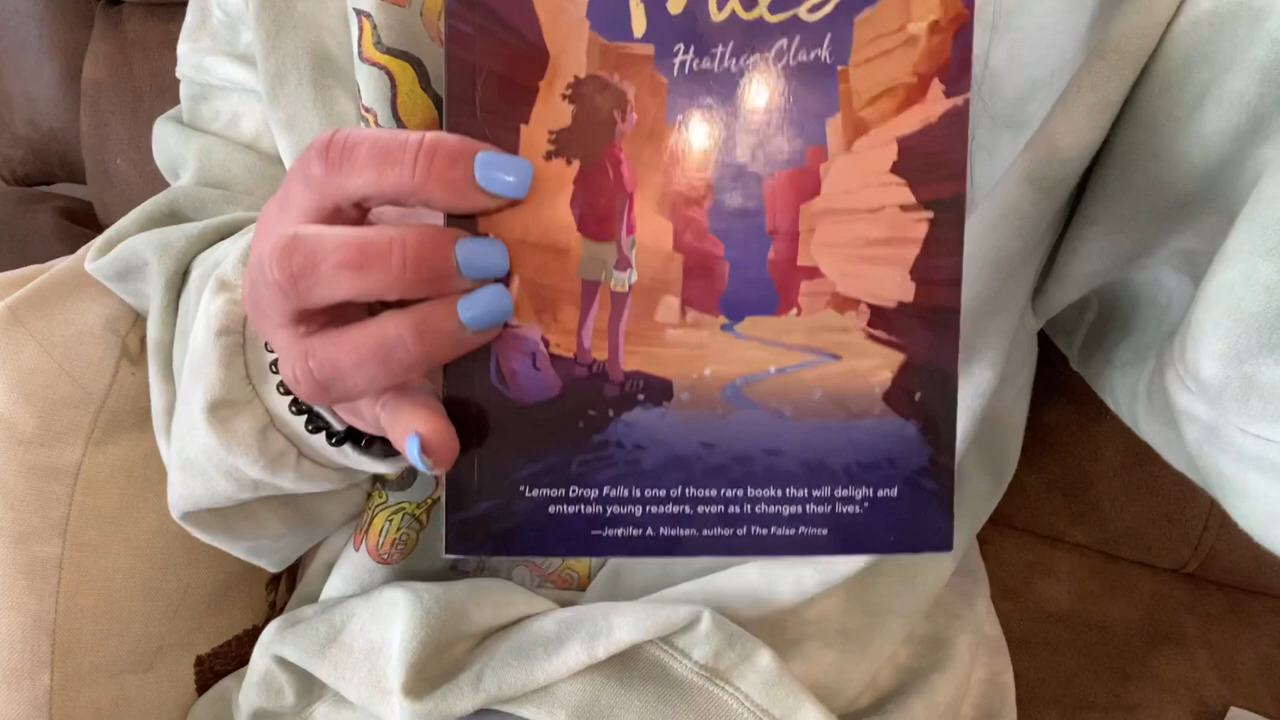 Falls
Heather Clark
"Lemon Drop Falls is one of those rare books that will delight and
entertain young readers, even as it changes their lives."
—Jennifer A. Nielsen, author of The False Prince